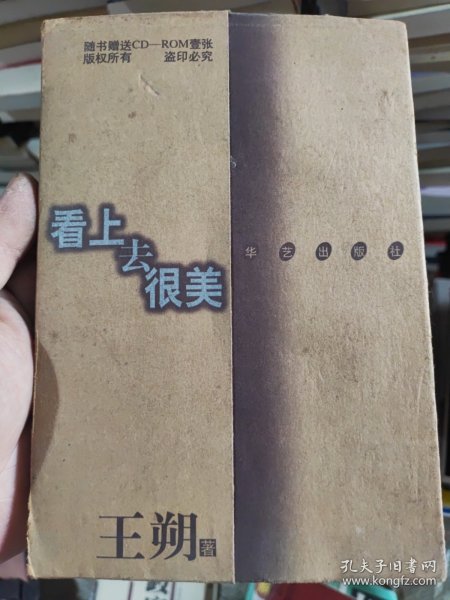 随书赠送CD—ROM壹张
版权所有 盗印必究
看上去很美
华艺出版社
王朔著
孔夫子旧书网
www.kongfz.com